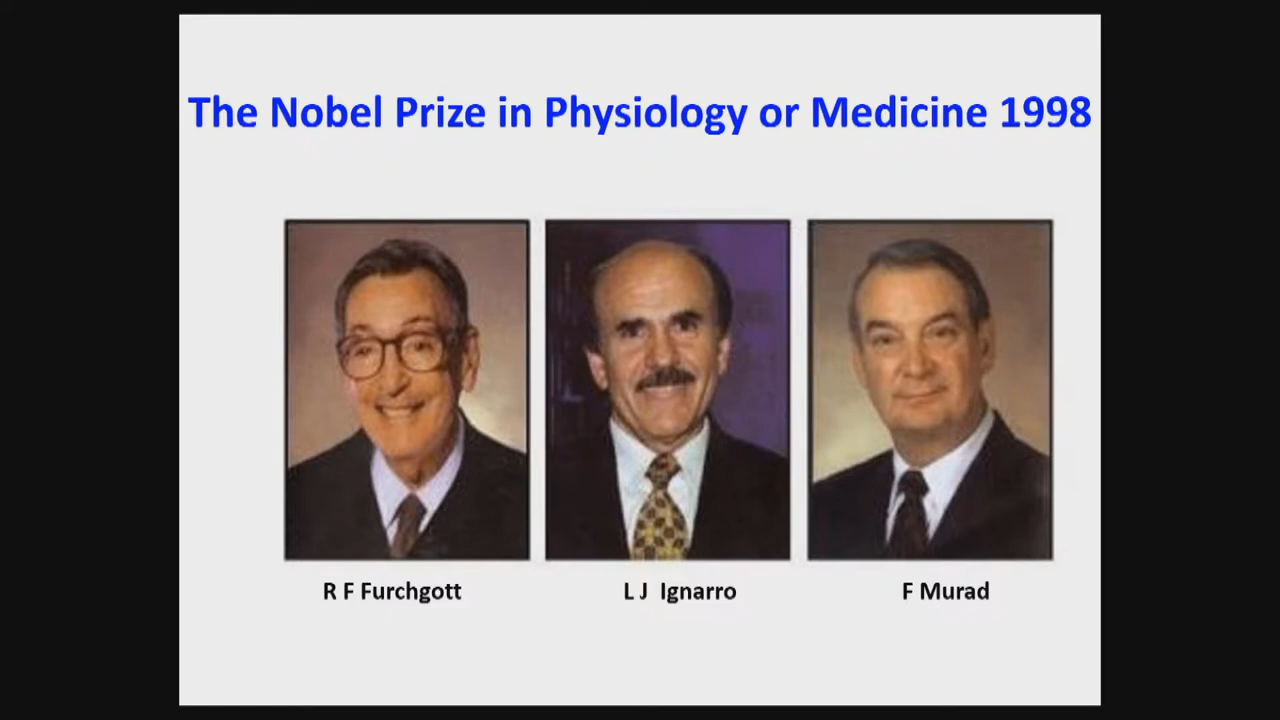 The Nobel Prize in Physiology or Medicine 1998
R F Furchgott
L J Ignarro
F Murad